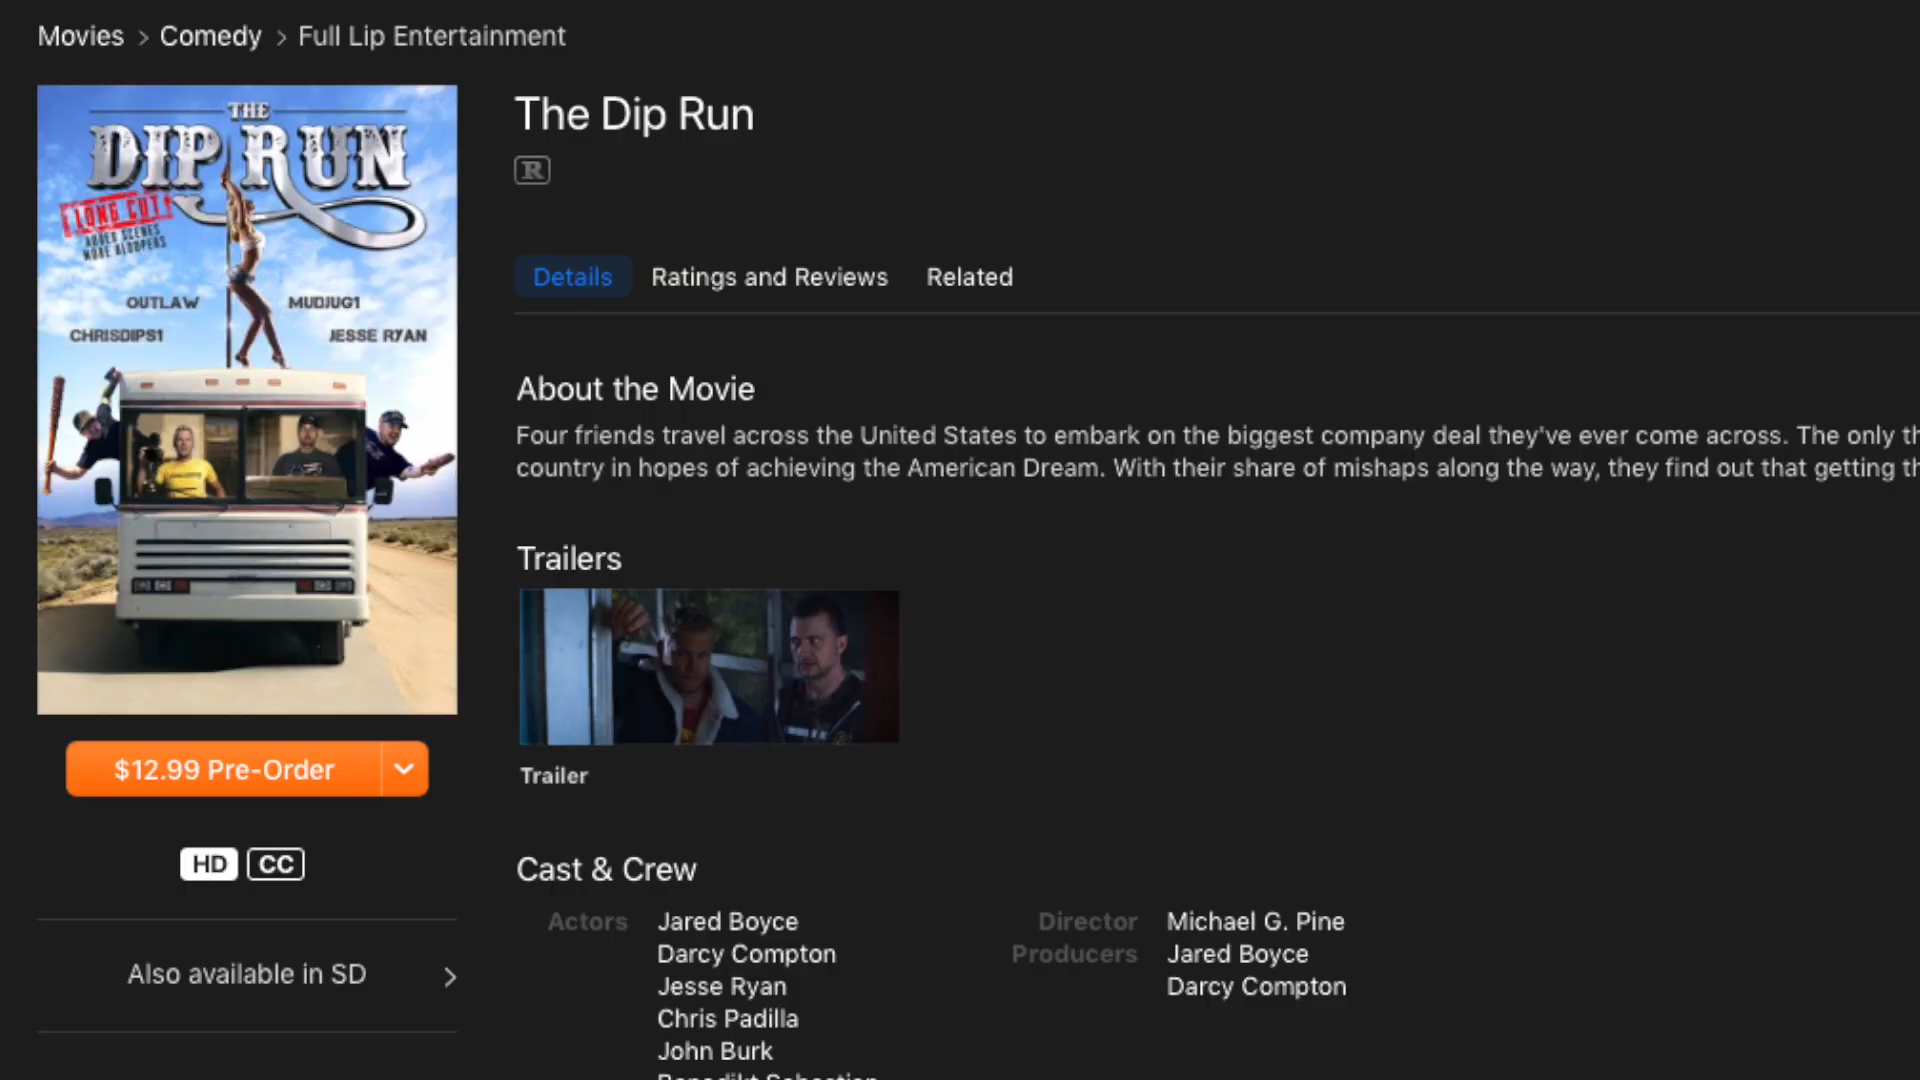 Movies > Comedy > Full Lip Entertainment
THE
DIP RUN
LONG CUT
ADDED SCENES
MORE BLOOPERS
OUTLAW
MUDJUG1
CHRISDIPS1
JESSE RYAN
$12.99 Pre-Order
HD CC
Also available in SD
The Dip Run
R
Details Ratings and Reviews Related
About the Movie
Four friends travel across the United States to embark on the biggest company deal they've ever come across. The only
country in hopes of achieving the American Dream. With their share of mishaps along the way, they find out that getting
Trailers
Trailer
Cast & Crew
Actors Jared Boyce
Darcy Compton
Jesse Ryan
Chris Padilla
John Burk
Director Michael G. Pine
Producers Jared Boyce
Darcy Compton